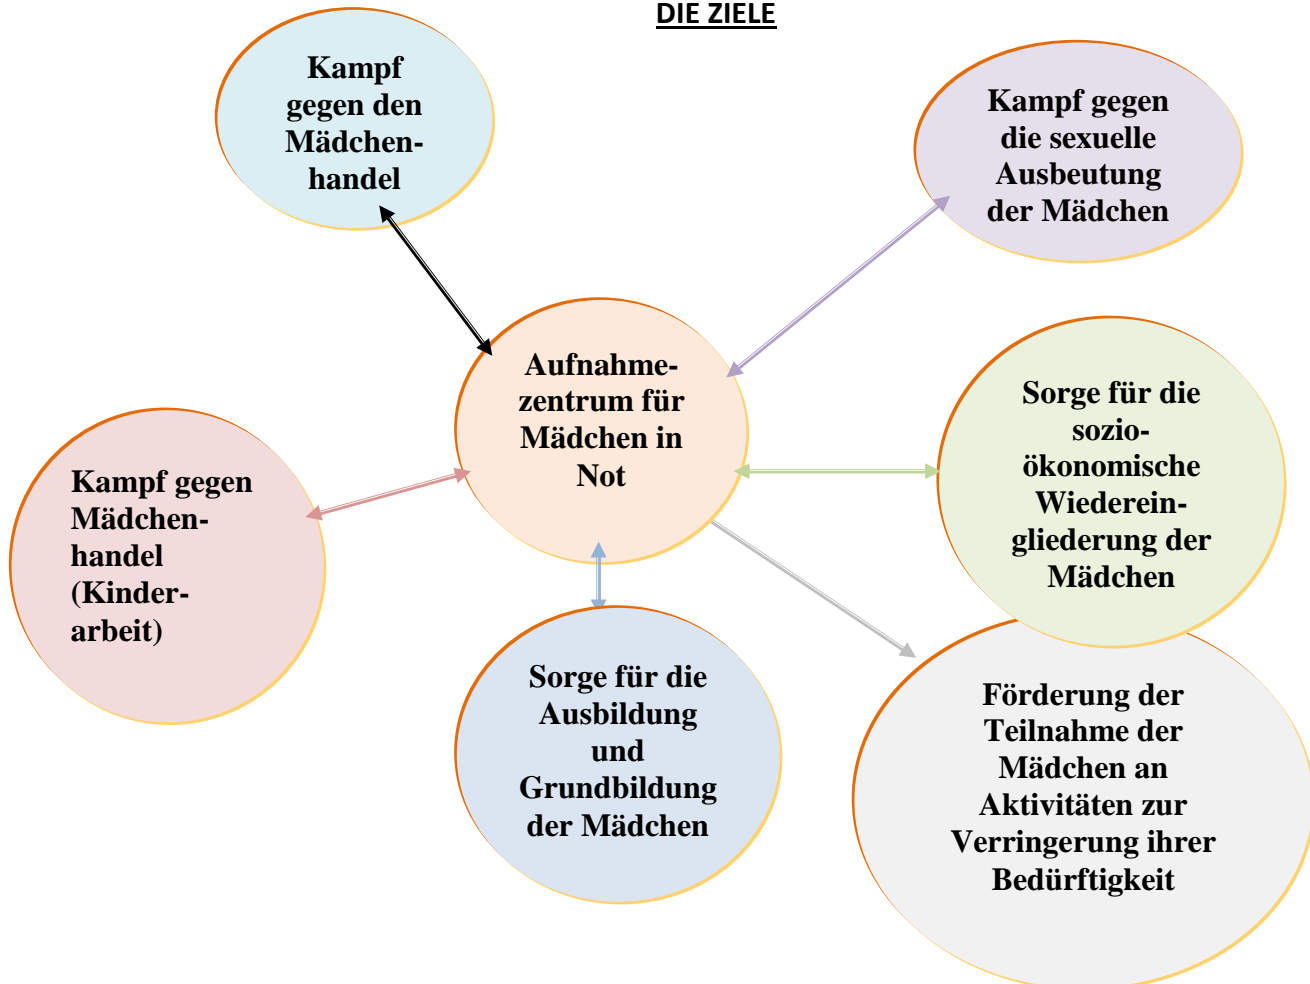 DIE ZIELE
Kampf
gegen den
Mädchen-
handel
Kampf gegen
die sexuelle
Ausbeutung
der Mädchen
Aufnahme-
zentrum für
Mädchen in
Not
Sorge für die
sozio-
ökonomische
Wiederein-
gliederung der
Mädchen
Kampf gegen
Mädchen-
handel
(Kinder-
arbeit)
Sorge für die
Ausbildung
und
Grundbildung
der Mädchen
Förderung der
Teilnahme der
Mädchen an
Aktivitäten zur
Verringerung ihrer
Bedürftigkeit